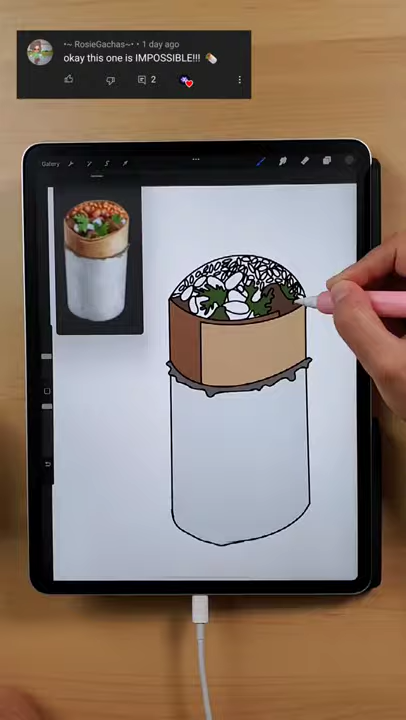 •~ RosieGachas~• • 1 day ago
okay this one is IMPOSSIBLE!!! 🌯
2
Gallery